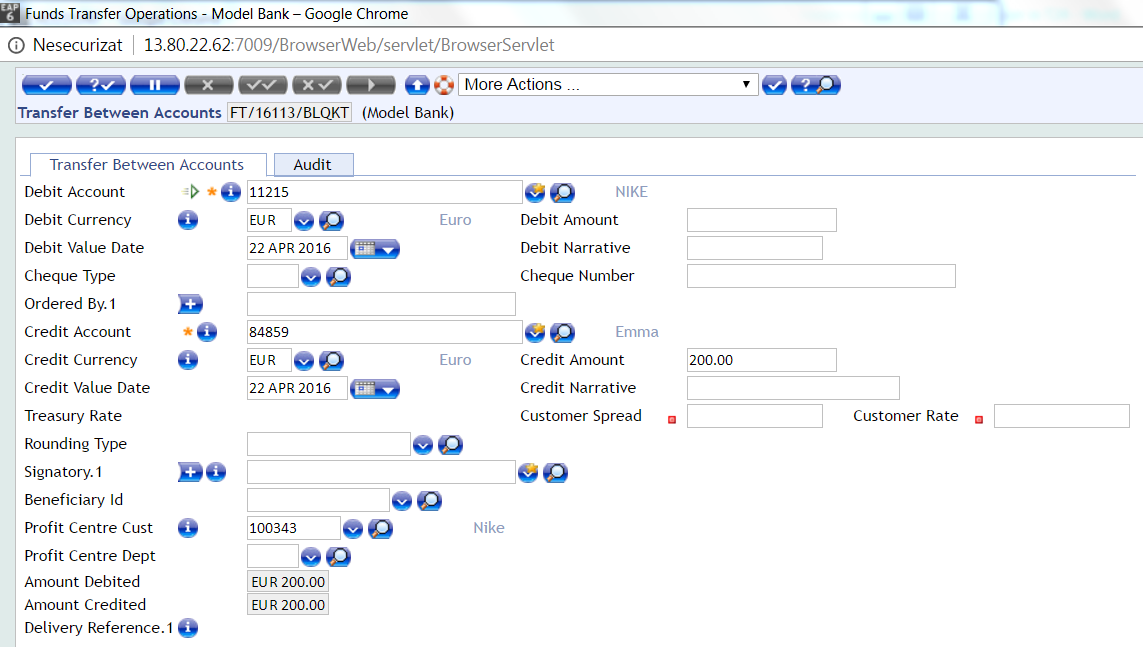 EAP 6 Funds Transfer Operations - Model Bank – Google Chrome
Nesecurizat 13.80.22.62:7009/BrowserWeb/servlet/BrowserServlet
More Actions ...
Transfer Between Accounts FT/16113/BLQKT (Model Bank)
Transfer Between Accounts Audit
Debit Account 11215 NIKE
Debit Currency EUR Euro Debit Amount
Debit Value Date 22 APR 2016 Debit Narrative
Cheque Type Cheque Number
Ordered By.1
Credit Account 84859 Emma
Credit Currency EUR Euro Credit Amount 200.00
Credit Value Date 22 APR 2016 Credit Narrative
Treasury Rate Customer Spread Customer Rate
Rounding Type
Signatory.1
Beneficiary Id
Profit Centre Cust 100343 Nike
Profit Centre Dept
Amount Debited EUR 200.00
Amount Credited EUR 200.00
Delivery Reference.1